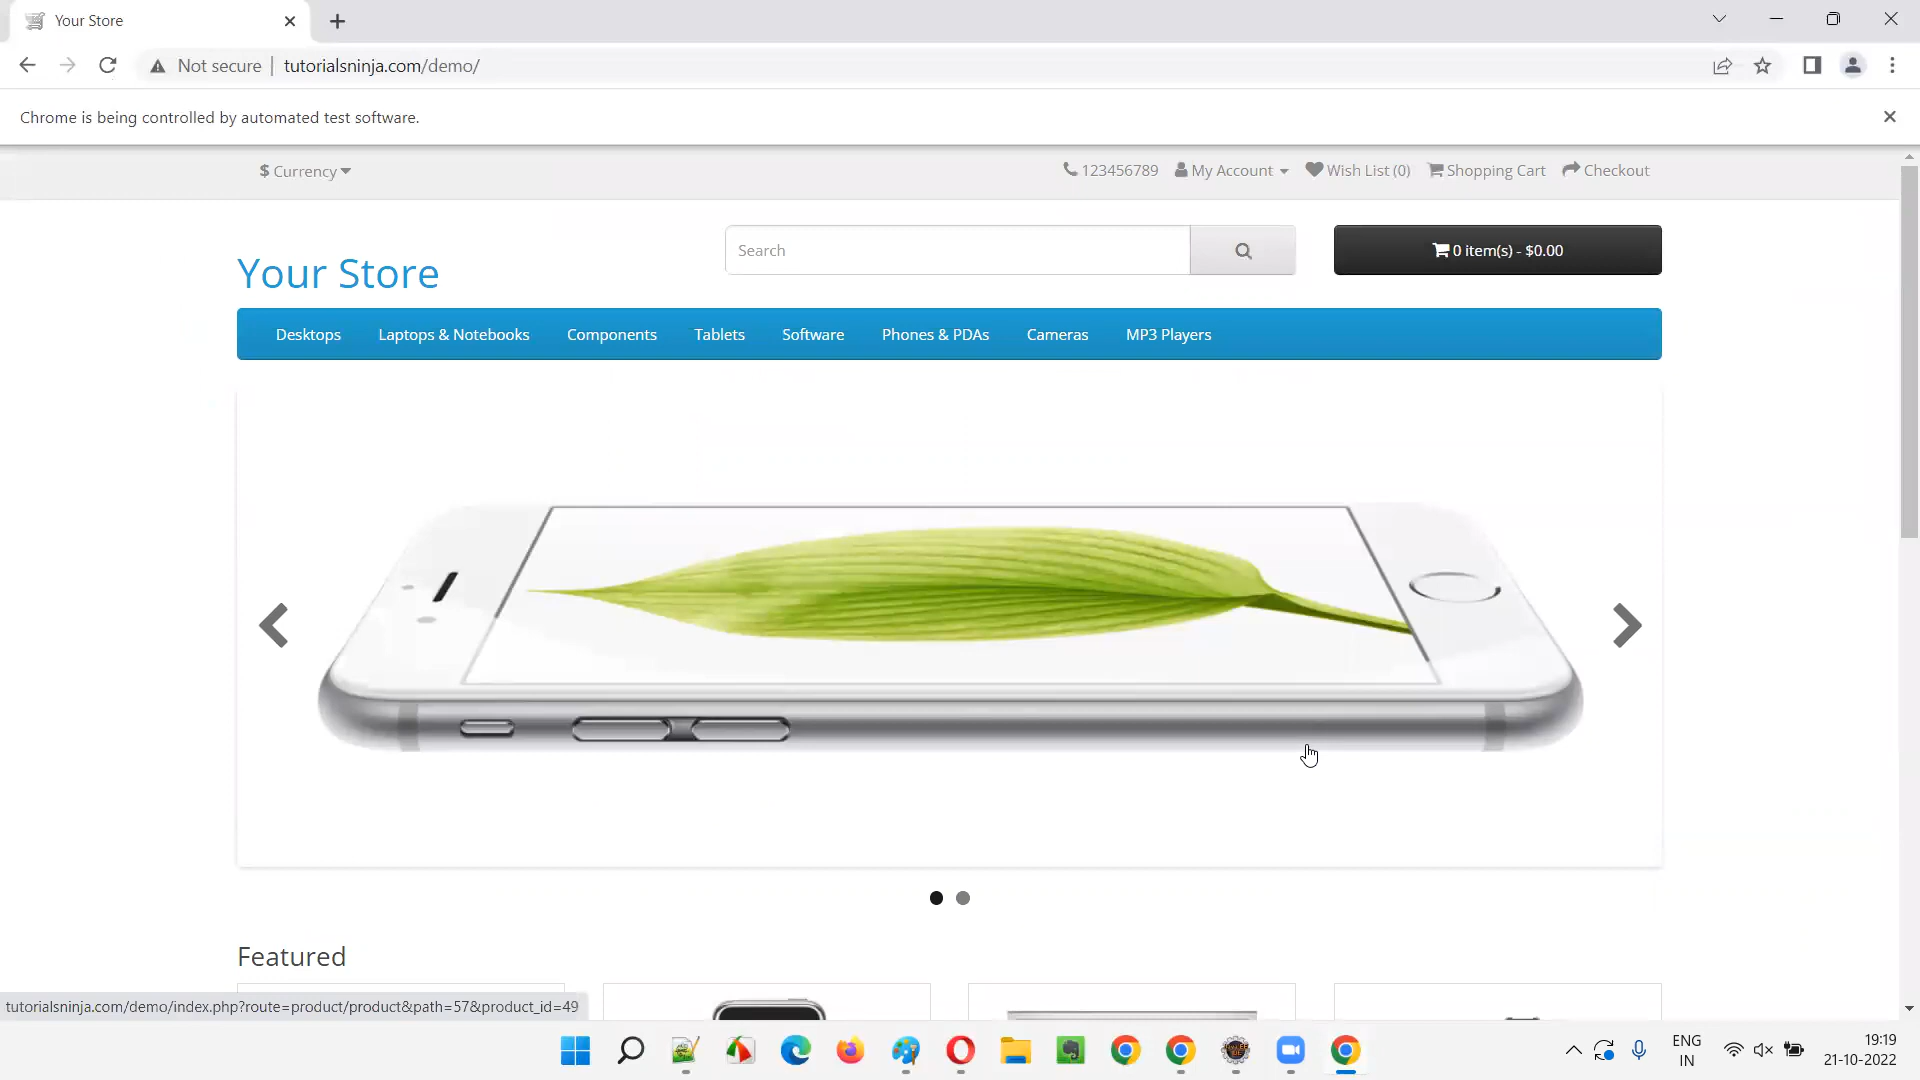 Your Store
Not secure | tutorialsninja.com/demo/
Chrome is being controlled by automated test software.
$ Currency
123456789 My Account Wish List (0) Shopping Cart Checkout
Search
0 item(s) - $0.00
Your Store
Desktops Laptops & Notebooks Components Tablets Software Phones & PDAs Cameras MP3 Players
Featured
tutorialsninja.com/demo/index.php?route=product/product&path=57&product_id=49
ENG
IN
19:19
21-10-2022